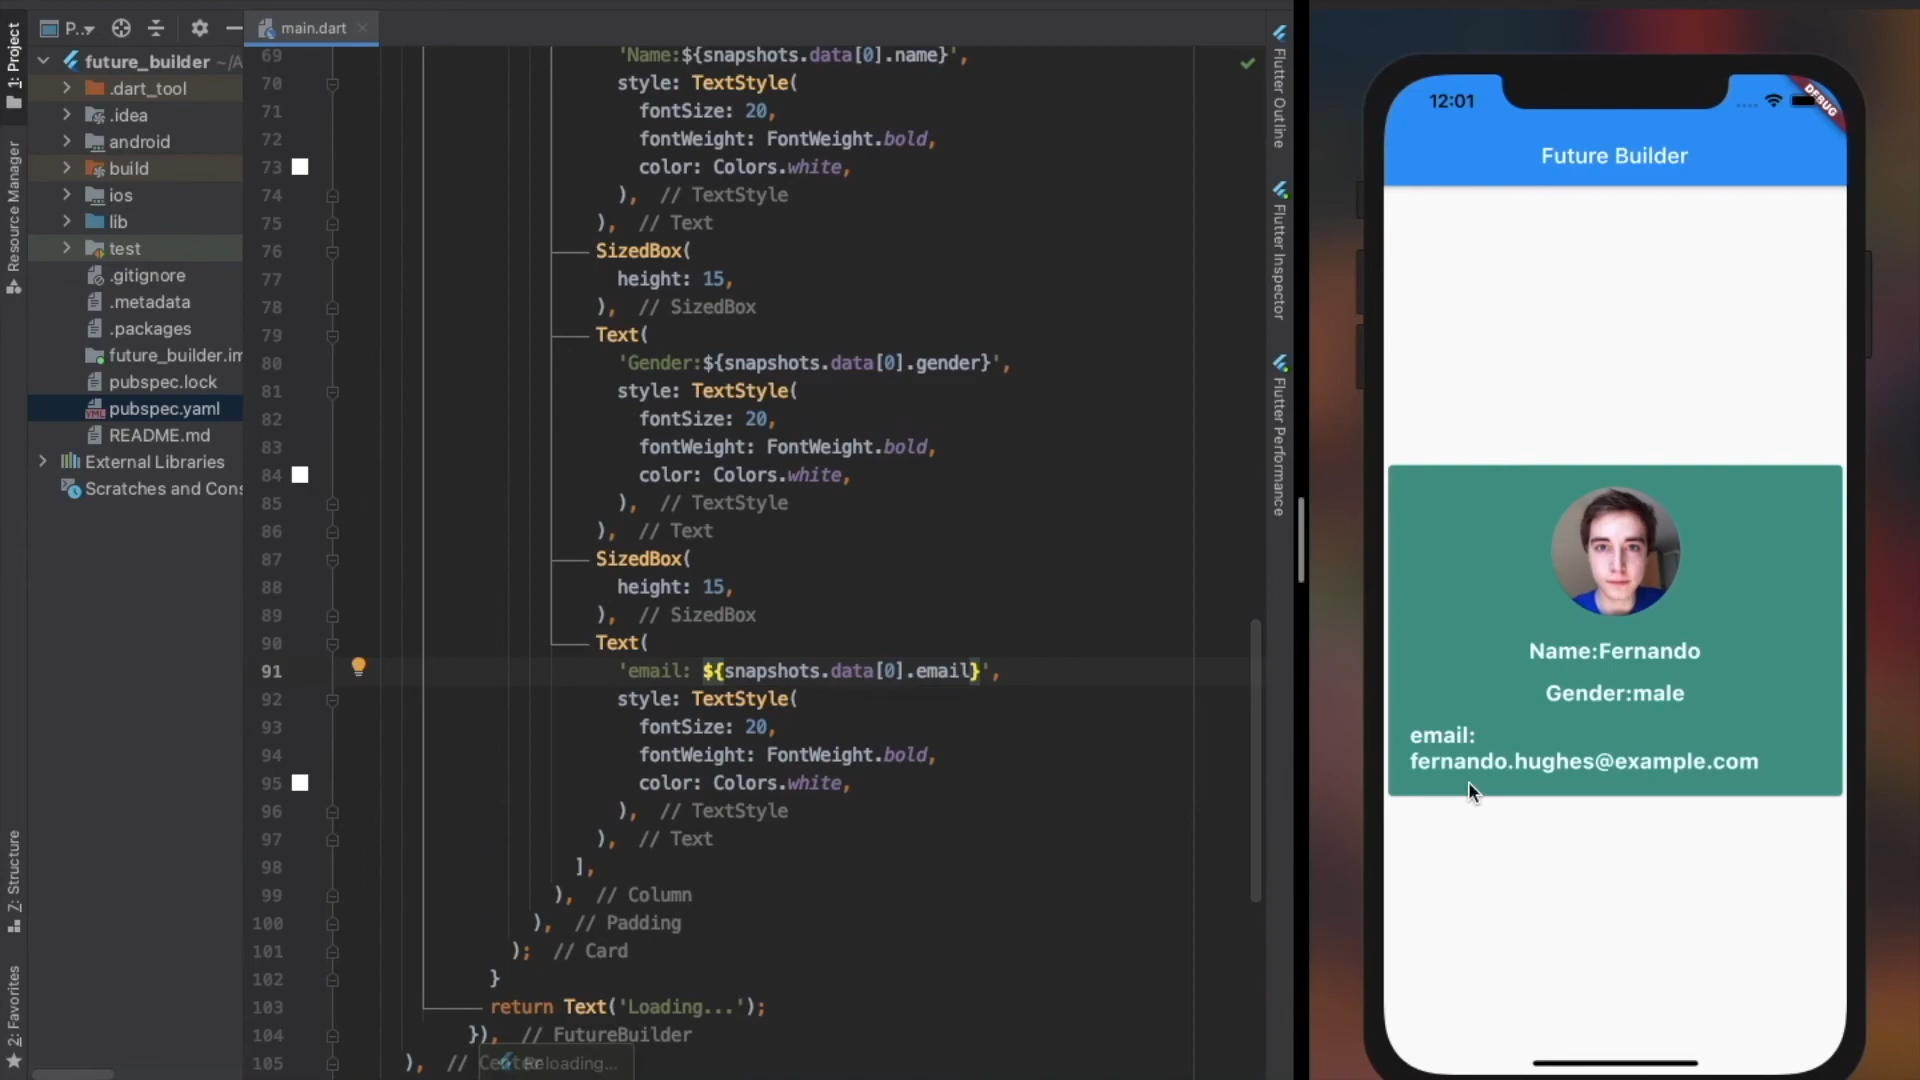 1: Project
Resource Manager
Z: Structure
2: Favorites
P..
future_builder ~/A
.dart_tool
.idea
android
build
ios
lib
test
.gitignore
.metadata
.packages
future_builder.im
pubspec.lock
pubspec.yaml
README.md
External Libraries
Scratches and Cons
main.dart
69 'Name:${snapshots.data[0].name}',
70 style: TextStyle(
71 fontSize: 20,
72 fontWeight: FontWeight.bold,
73 color: Colors.white,
74 ), // TextStyle
75 ), // Text
76 SizedBox(
77 height: 15,
78 ), // SizedBox
79 Text(
80 'Gender:${snapshots.data[0].gender}',
81 style: TextStyle(
82 fontSize: 20,
83 fontWeight: FontWeight.bold,
84 color: Colors.white,
85 ), // TextStyle
86 ), // Text
87 SizedBox(
88 height: 15,
89 ), // SizedBox
90 Text(
91 'email: ${snapshots.data[0].email}',
92 style: TextStyle(
93 fontSize: 20,
94 fontWeight: FontWeight.bold,
95 color: Colors.white,
96 ), // TextStyle
97 ), // Text
98 ],
99 ), // Column
100 ), // Padding
101 ); // Card
102 }
103 return Text('Loading...');
104 }), // FutureBuilder
105 ), // Center
Reloading...
Flutter Outline
Flutter Inspector
Flutter Performance
12:01
DEBUG
Future Builder
Name:Fernando
Gender:male
email:
fernando.hughes@example.com